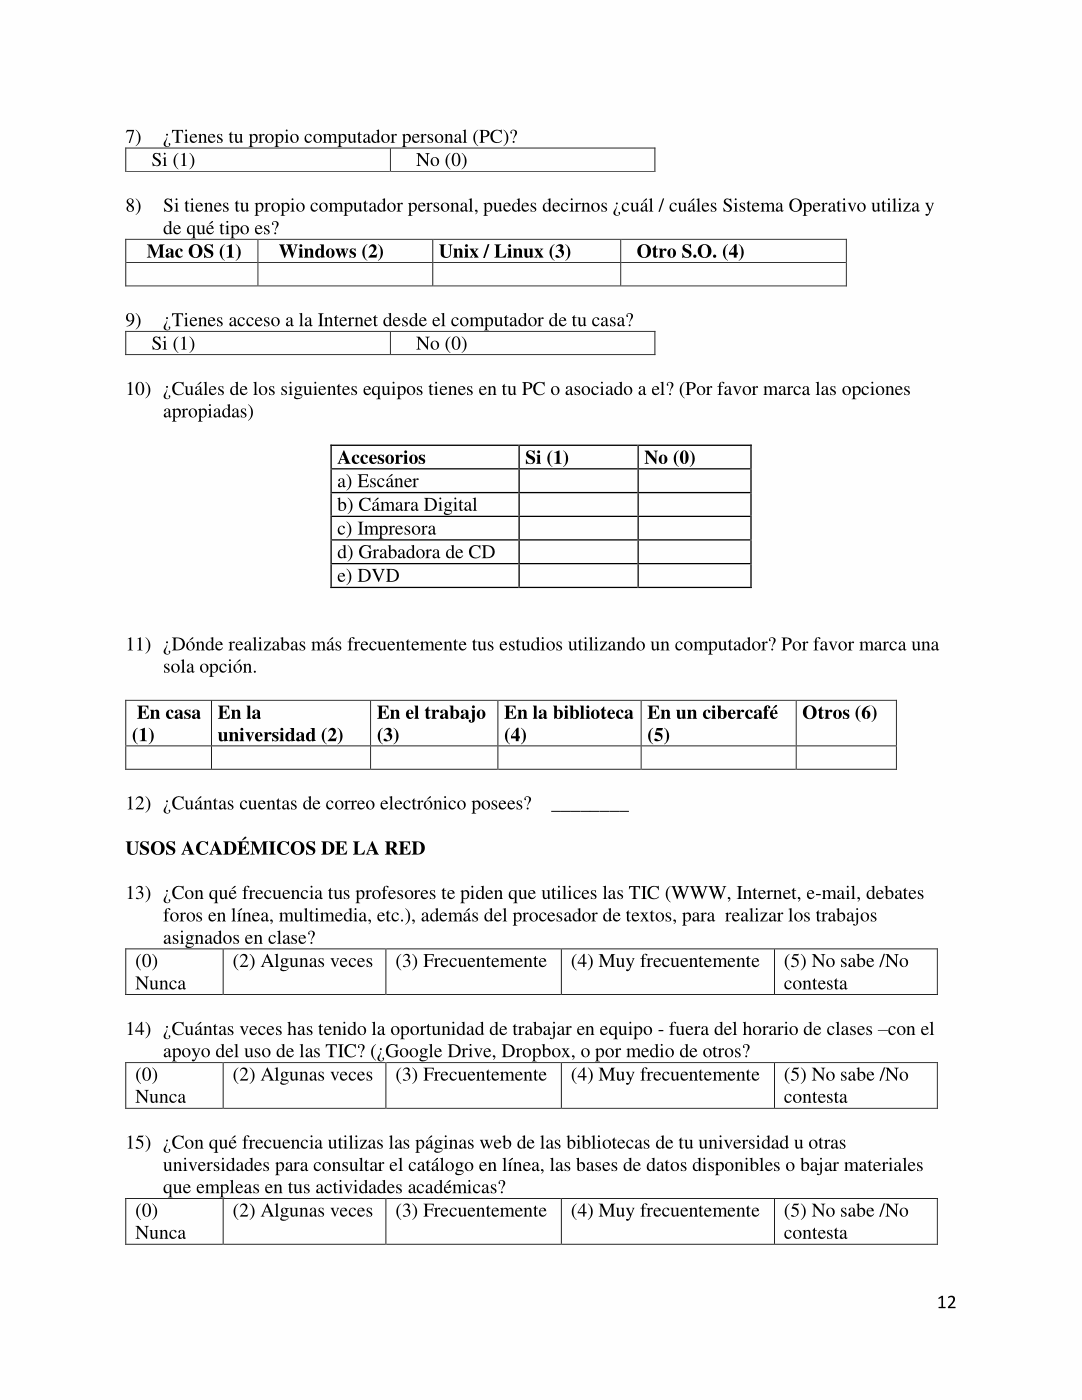 7) ¿Tienes tu propio computador personal (PC)?
Si (1) No (0)
8) Si tienes tu propio computador personal, puedes decirnos ¿cuál / cuáles Sistema Operativo utiliza y
de qué tipo es?
Mac OS (1) Windows (2) Unix / Linux (3) Otro S.O. (4)
9) ¿Tienes acceso a la Internet desde el computador de tu casa?
Si (1) No (0)
10) ¿Cuáles de los siguientes equipos tienes en tu PC o asociado a el? (Por favor marca las opciones
apropiadas)
Accesorios Si (1) No (0)
a) Escáner
b) Cámara Digital
c) Impresora
d) Grabadora de CD
e) DVD
11) ¿Dónde realizabas más frecuentemente tus estudios utilizando un computador? Por favor marca una
sola opción.
En casa En la En el trabajo En la biblioteca En un cibercafé Otros (6)
(1) universidad (2) (3) (4) (5)
12) ¿Cuántas cuentas de correo electrónico posees? ________
USOS ACADÉMICOS DE LA RED
13) ¿Con qué frecuencia tus profesores te piden que utilices las TIC (WWW, Internet, e-mail, debates
foros en línea, multimedia, etc.), además del procesador de textos, para realizar los trabajos
asignados en clase?
(0) (2) Algunas veces (3) Frecuentemente (4) Muy frecuentemente (5) No sabe /No
Nunca contesta
14) ¿Cuántas veces has tenido la oportunidad de trabajar en equipo - fuera del horario de clases –con el
apoyo del uso de las TIC? (¿Google Drive, Dropbox, o por medio de otros?
(0) (2) Algunas veces (3) Frecuentemente (4) Muy frecuentemente (5) No sabe /No
Nunca contesta
15) ¿Con qué frecuencia utilizas las páginas web de las bibliotecas de tu universidad u otras
universidades para consultar el catálogo en línea, las bases de datos disponibles o bajar materiales
que empleas en tus actividades académicas?
(0) (2) Algunas veces (3) Frecuentemente (4) Muy frecuentemente (5) No sabe /No
Nunca contesta
12